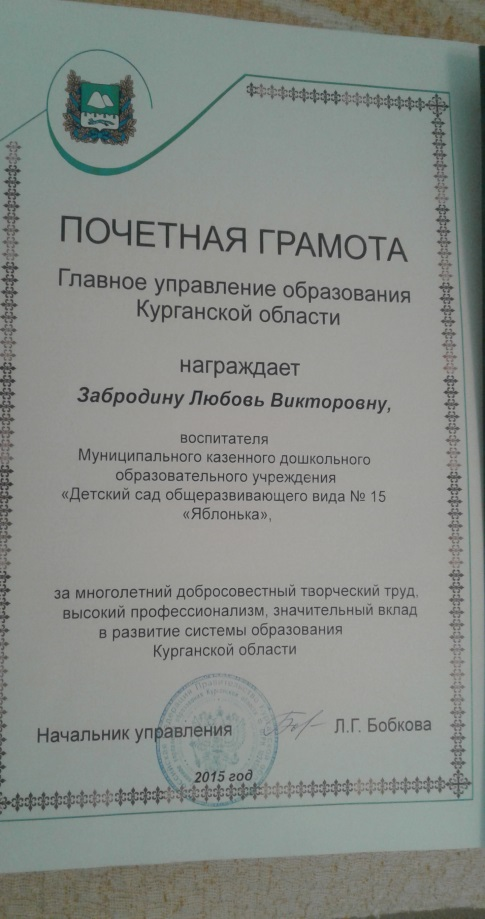 ПОЧЕТНАЯ ГРАМОТА
Главное управление образования
Курганской области
награждает
Забродину Любовь Викторовну,
воспитателя
Муниципального казенного дошкольного
образовательного учреждения
«Детский сад общеразвивающего вида № 15
«Яблонька»,
за многолетний добросовестный творческий труд,
высокий профессионализм, значительный вклад
в развитие системы образования
Курганской области
Начальник управления Л.Г. Бобкова
2015 год